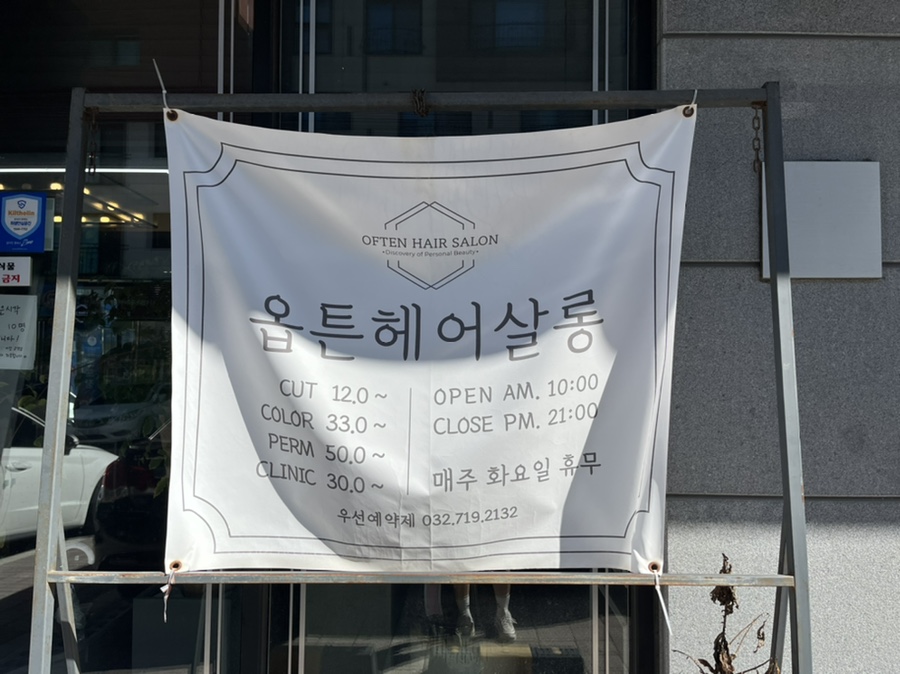 OFTEN HAIR SALON
•Discovery of Personal Beauty•
옵튼헤어살롱
CUT 12.0 ~
COLOR 33.0 ~
PERM 50.0 ~
CLINIC 30.0 ~
OPEN AM. 10:00
CLOSE PM. 21:00
매주 화요일 휴무
우선예약제 032.719.2132
금지